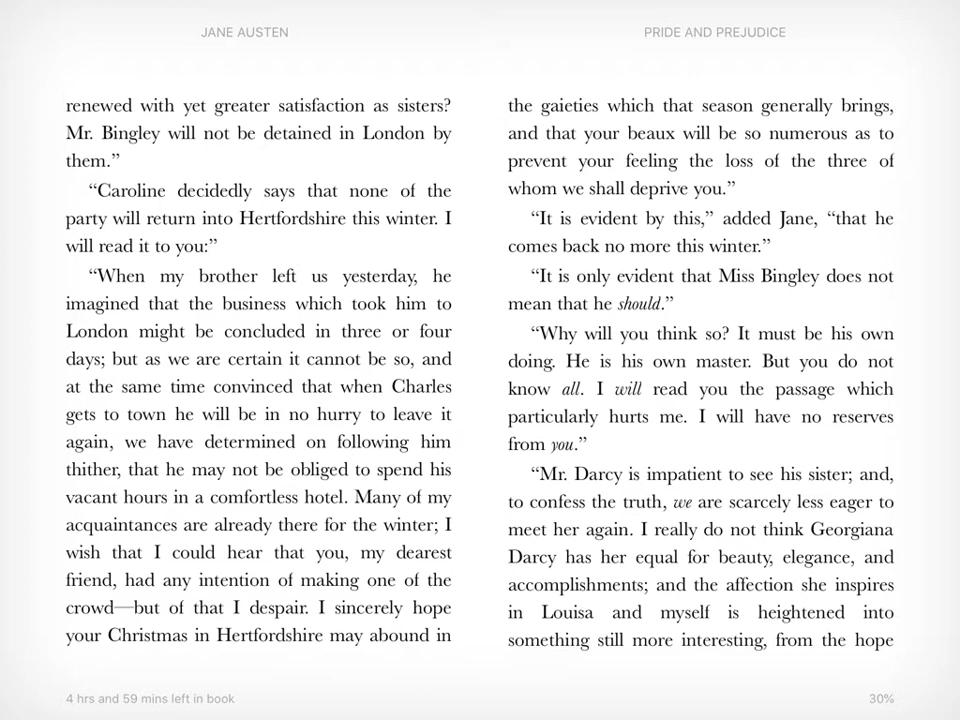 JANE AUSTEN
renewed with yet greater satisfaction as sisters?
Mr. Bingley will not be detained in London by
them.”
“Caroline decidedly says that none of the
party will return into Hertfordshire this winter. I
will read it to you:”
“When my brother left us yesterday, he
imagined that the business which took him to
London might be concluded in three or four
days; but as we are certain it cannot be so, and
at the same time convinced that when Charles
gets to town he will be in no hurry to leave it
again, we have determined on following him
thither, that he may not be obliged to spend his
vacant hours in a comfortless hotel. Many of my
acquaintances are already there for the winter; I
wish that I could hear that you, my dearest
friend, had any intention of making one of the
crowd—but of that I despair. I sincerely hope
your Christmas in Hertfordshire may abound in
4 hrs and 59 mins left in book
PRIDE AND PREJUDICE
the gaieties which that season generally brings,
and that your beaux will be so numerous as to
prevent your feeling the loss of the three of
whom we shall deprive you.”
“It is evident by this,” added Jane, “that he
comes back no more this winter.”
“It is only evident that Miss Bingley does not
mean that he should.”
“Why will you think so? It must be his own
doing. He is his own master. But you do not
know all. I will read you the passage which
particularly hurts me. I will have no reserves
from you.”
“Mr. Darcy is impatient to see his sister; and,
to confess the truth, we are scarcely less eager to
meet her again. I really do not think Georgiana
Darcy has her equal for beauty, elegance, and
accomplishments; and the affection she inspires
in Louisa and myself is heightened into
something still more interesting, from the hope
30%